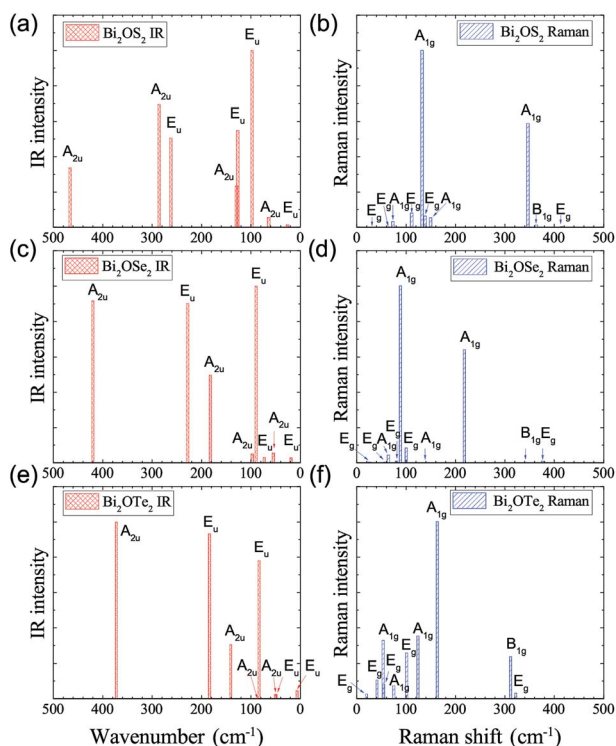 (a)
Bi2OS2 IR
IR intensity
A2u
A2u
Eu
A2u
Eu
Eu
A2u
Eu
500 400 300 200 100 0
(b)
Bi2OS2 Raman
Raman intensity
Eg
Eg
A1g
Eg
A1g
Eg
A1g
A1g
B1g
Eg
0 100 200 300 400 500
(c)
Bi2OSe2 IR
IR intensity
A2u
Eu
A2u
Eu
A2u
Eu
A2u
Eu
500 400 300 200 100 0
(d)
Bi2OSe2 Raman
Raman intensity
Eg
Eg
A1g
Eg
A1g
Eg
A1g
A1g
B1g
Eg
0 100 200 300 400 500
(e)
Bi2OTe2 IR
IR intensity
A2u
Eu
A2u
Eu
A2u
A2u
Eu
Eu
500 400 300 200 100 0
Wavenumber (cm-1)
(f)
Bi2OTe2 Raman
Raman intensity
Eg
Eg
A1g
Eg
A1g
Eg
A1g
A1g
B1g
Eg
0 100 200 300 400 500
Raman shift (cm-1)